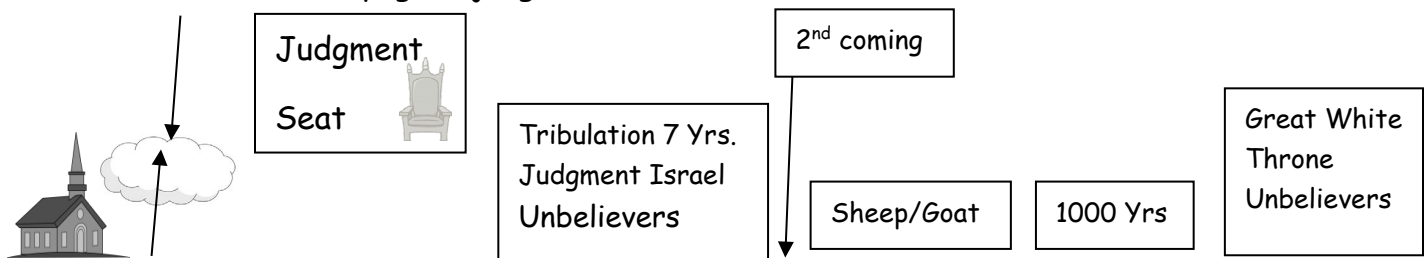 Judgment
Seat
Tribulation 7 Yrs.
Judgment Israel
Unbelievers
2nd coming
Sheep/Goat
1000 Yrs
Great White
Throne
Unbelievers